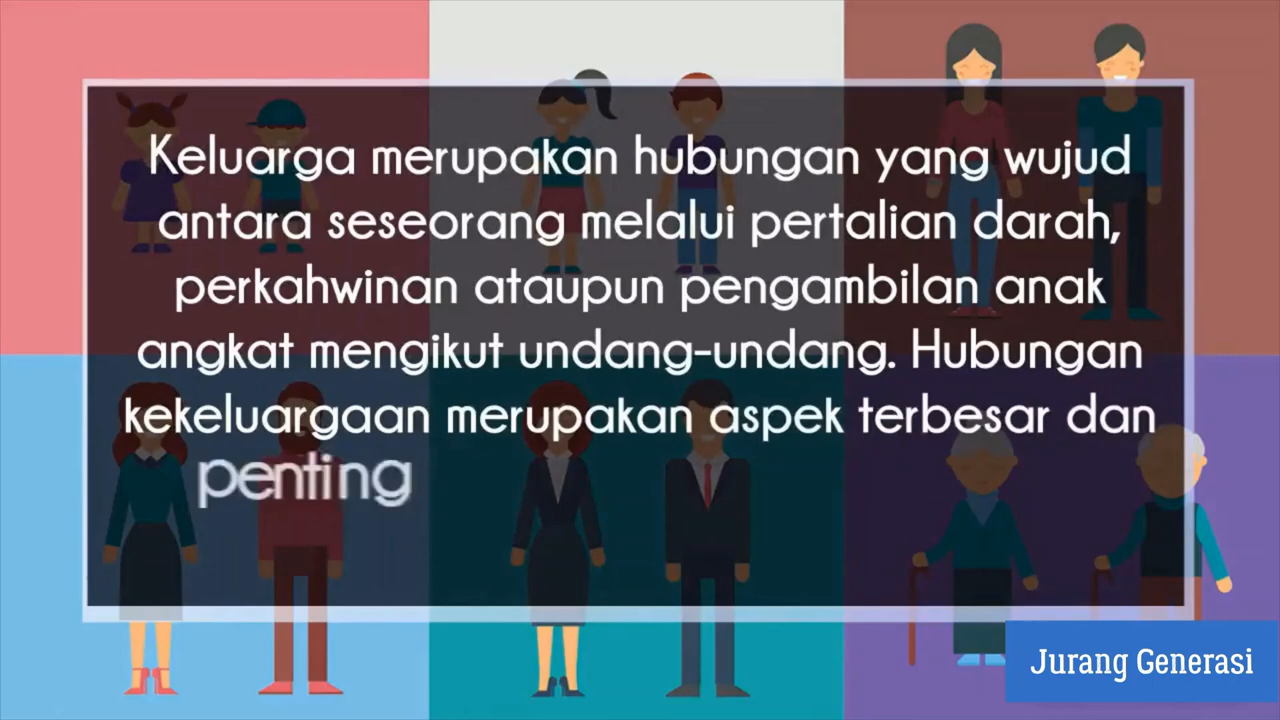 Keluarga merupakan hubungan yang wujud
antara seseorang melalui pertalian darah,
perkahwinan ataupun pengambilan anak
angkat mengikut undang-undang. Hubungan
kekeluargaan merupakan aspek terbesar dan
penting
Jurang Generasi